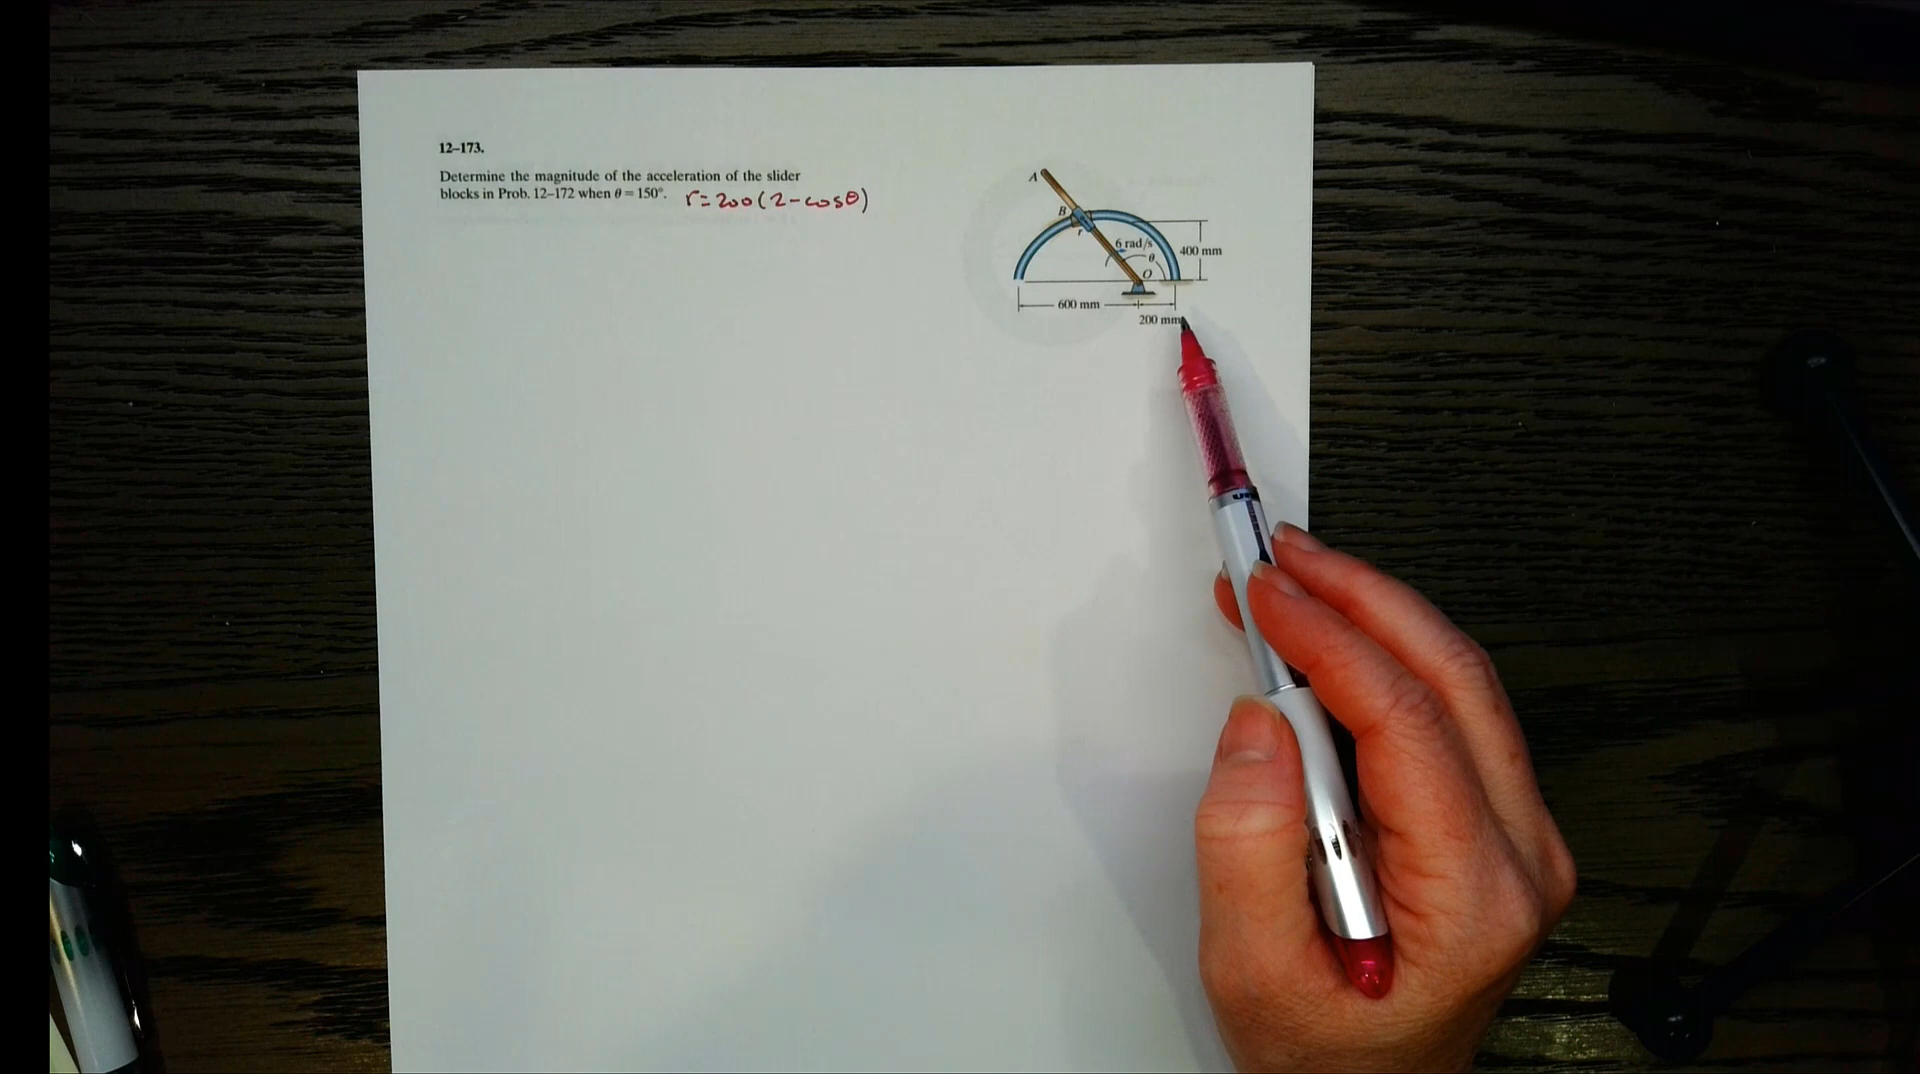 12–173.
Determine the magnitude of the acceleration of the slider
blocks in Prob. 12–172 when θ = 150°. r=200(2-cosθ)
A
B
r
6 rad/s
θ
O
400 mm
600 mm
200 mm